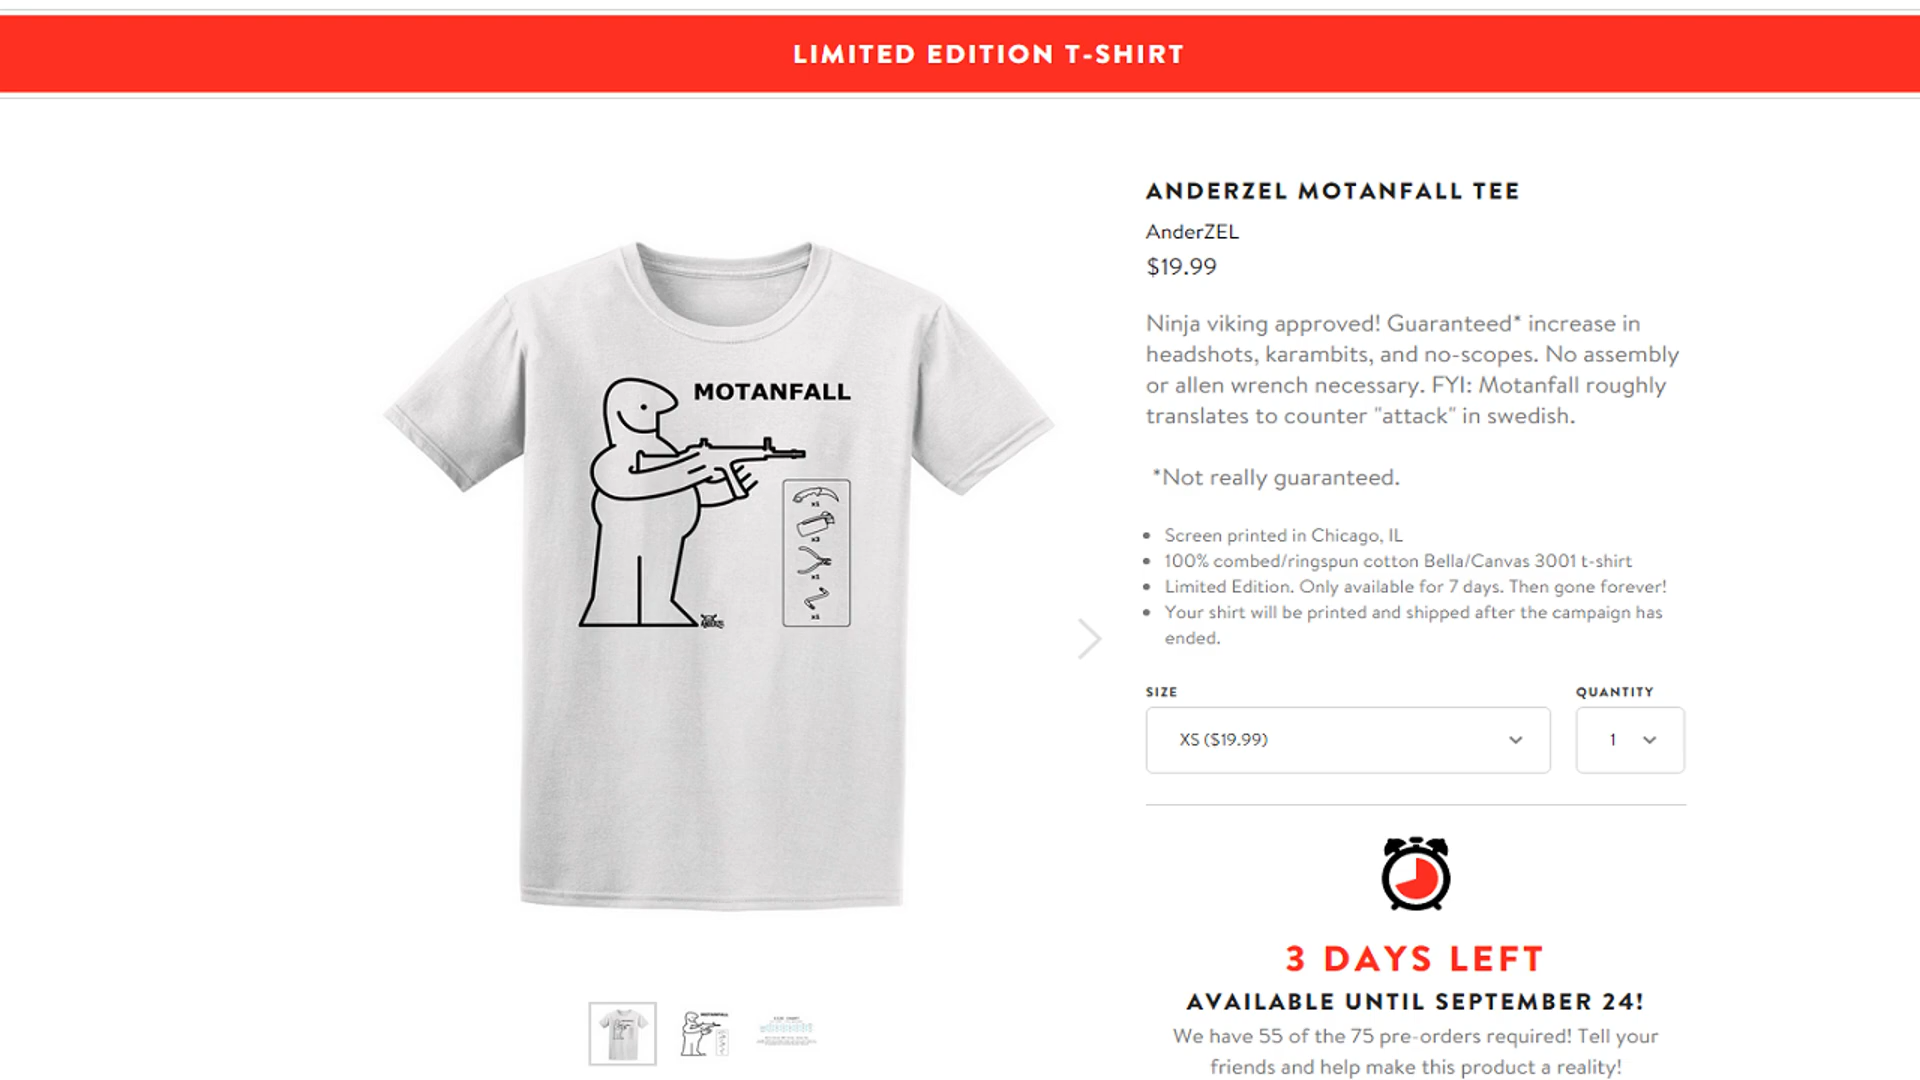 LIMITED EDITION T-SHIRT
MOTANFALL
x1
x3
x1
x1
ANDERZEL MOTANFALL TEE
AnderZEL
$19.99
Ninja viking approved! Guaranteed* increase in
headshots, karambits, and no-scopes. No assembly
or allen wrench necessary. FYI: Motanfall roughly
translates to counter "attack" in swedish.
*Not really guaranteed.
Screen printed in Chicago, IL
100% combed/ringspun cotton Bella/Canvas 3001 t-shirt
Limited Edition. Only available for 7 days. Then gone forever!
Your shirt will be printed and shipped after the campaign has
ended.
SIZE
QUANTITY
XS ($19.99)
1
3 DAYS LEFT
AVAILABLE UNTIL SEPTEMBER 24!
We have 55 of the 75 pre-orders required! Tell your
friends and help make this product a reality!
MOTANFALL